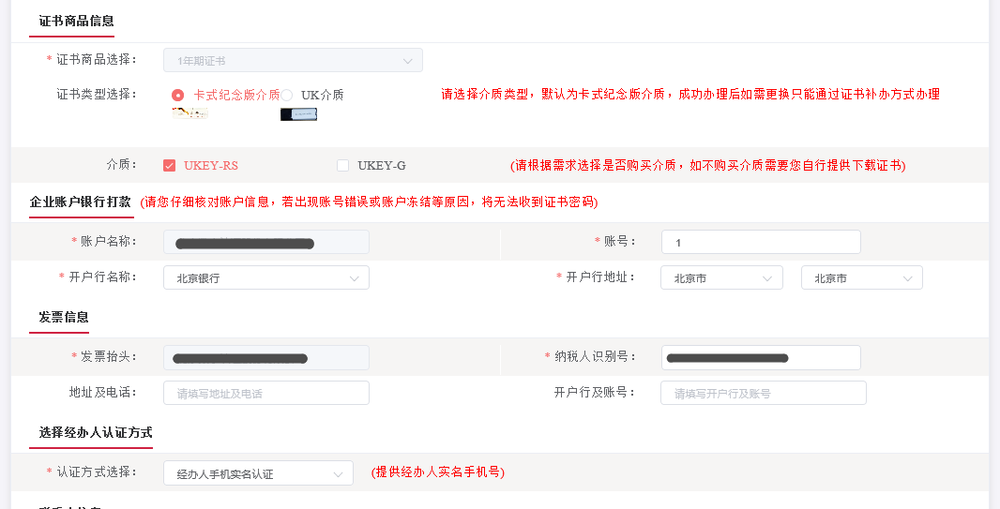 证书商品信息
* 证书商品选择： 1年期证书
证书类型选择： 卡式纪念版介质 UK介质 请选择介质类型，默认为卡式纪念版介质，成功办理后如需更换只能通过证书补办方式办理
介质： UKEY-RS UKEY-G (请根据需求选择是否购买介质，如不购买介质需要您自行提供下载证书)
企业账户银行打款 (请您仔细核对账户信息，若出现账号错误或账户冻结等原因，将无法收到证书密码)
* 账户名称： * 账号： 1
* 开户行名称： 北京银行 * 开户行地址： 北京市 北京市
发票信息
* 发票抬头： * 纳税人识别号：
地址及电话： 请填写地址及电话 开户行及账号： 请填写开户行及账号
选择经办人认证方式
* 认证方式选择： 经办人手机实名认证 (提供经办人实名手机号)